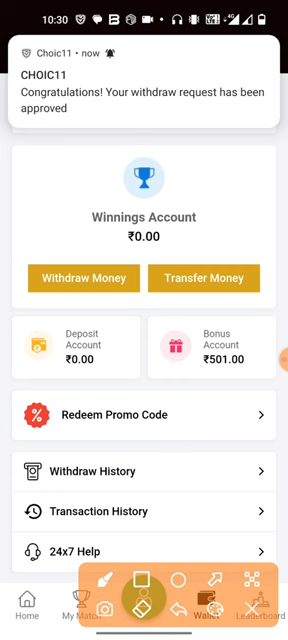 10:30
4G
Choic11 • now
CHOIC11
Congratulations! Your withdraw request has been
approved
Winnings Account
₹0.00
Withdraw Money
Transfer Money
Deposit
Account
₹0.00
Bonus
Account
₹501.00
Redeem Promo Code
Withdraw History
Transaction History
24x7 Help
Home
My Match
Wallet
Leaderboard